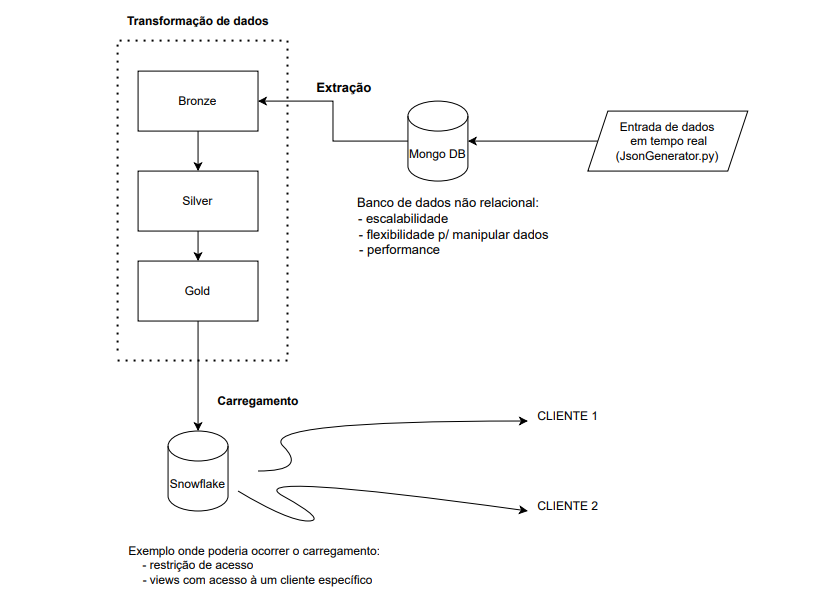 Transformação de dados
Bronze
Extração
Entrada de dados
em tempo real
(JsonGenerator.py)
Mongo DB
Silver
Banco de dados não relacional:
- escalabilidade
- flexibilidade p/ manipular dados
- performance
Gold
Carregamento
CLIENTE 1
Snowflake
CLIENTE 2
Exemplo onde poderia ocorrer o carregamento:
- restrição de acesso
- views com acesso à um cliente específico